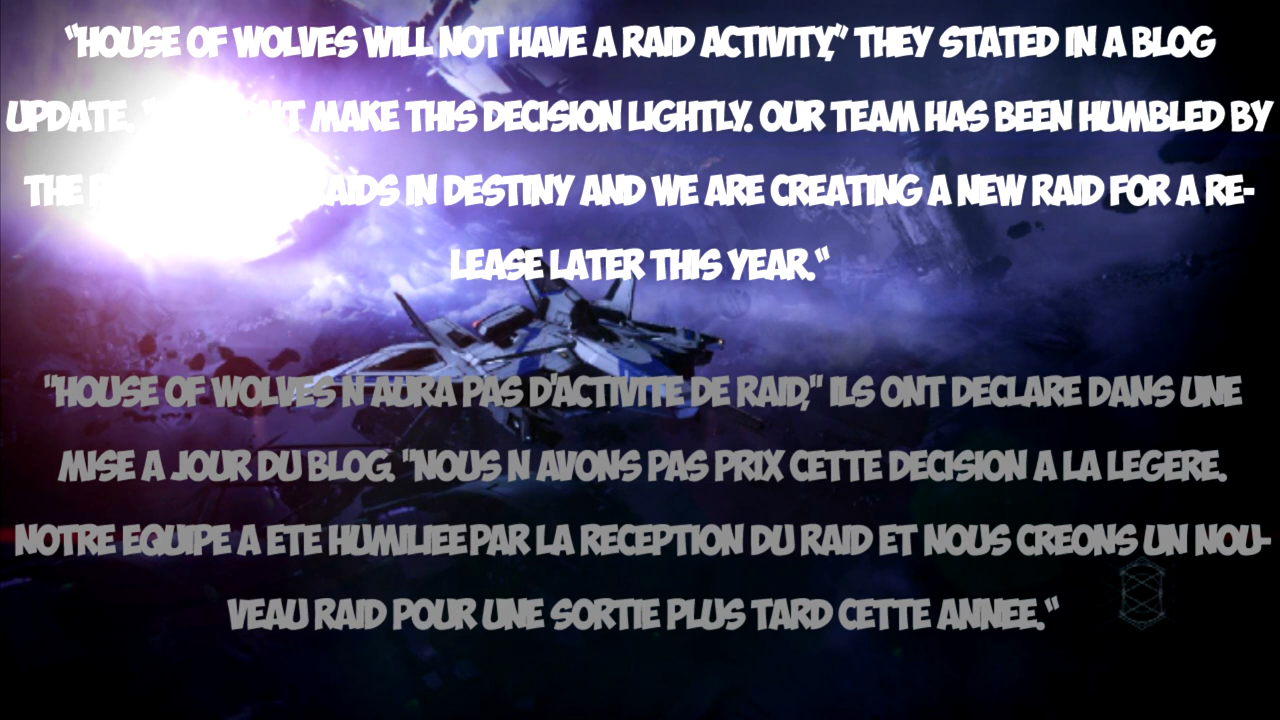 "HOUSE OF WOLVES WILL NOT HAVE A RAID ACTIVITY," THEY STATED IN A BLOG
UPDATE. MAKE THIS DECISION LIGHTLY. OUR TEAM HAS BEEN HUMBLED BY
THE IN DESTINY AND WE ARE CREATING A NEW RAID FOR A RE-
LEASE LATER THIS YEAR."
"HOUSE OF WOLVES N AURA PAS D'ACTIVITE DE RAID," ILS ONT DECLARE DANS UNE
MISE A JOUR DU BLOG. "NOUS N AVONS PAS PRIX CETTE DECISION A LA LEGERE.
NOTRE EQUIPE A ETE HUMILIEE PAR LA RECEPTION DU RAID ET NOUS CREONS UN NOU-
VEAU RAID POUR UNE SORTIE PLUS TARD CETTE ANNEE."